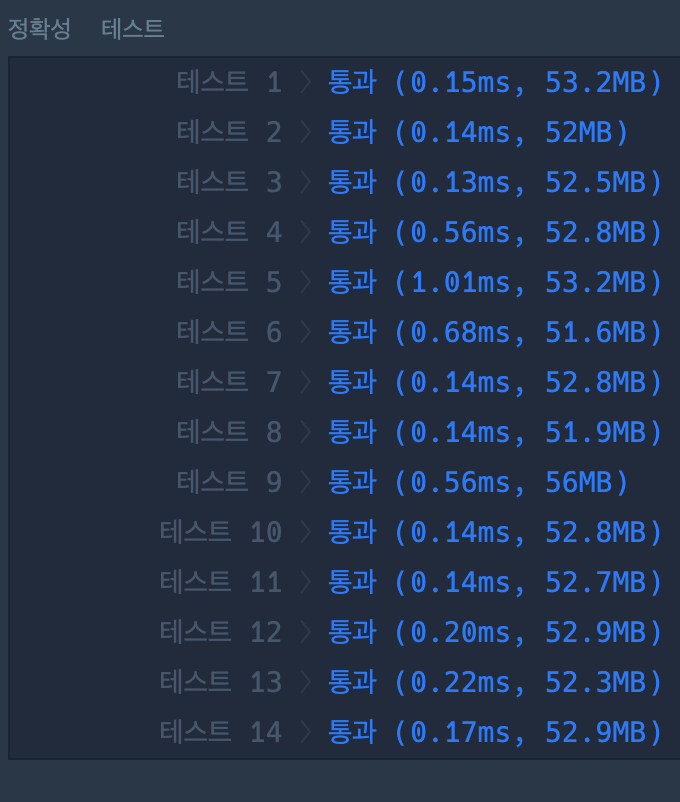 정확성 테스트
테스트 1 〉 통과 (0.15ms, 53.2MB)
테스트 2 〉 통과 (0.14ms, 52MB)
테스트 3 〉 통과 (0.13ms, 52.5MB)
테스트 4 〉 통과 (0.56ms, 52.8MB)
테스트 5 〉 통과 (1.01ms, 53.2MB)
테스트 6 〉 통과 (0.68ms, 51.6MB)
테스트 7 〉 통과 (0.14ms, 52.8MB)
테스트 8 〉 통과 (0.14ms, 51.9MB)
테스트 9 〉 통과 (0.56ms, 56MB)
테스트 10 〉 통과 (0.14ms, 52.8MB)
테스트 11 〉 통과 (0.14ms, 52.7MB)
테스트 12 〉 통과 (0.20ms, 52.9MB)
테스트 13 〉 통과 (0.22ms, 52.3MB)
테스트 14 〉 통과 (0.17ms, 52.9MB)